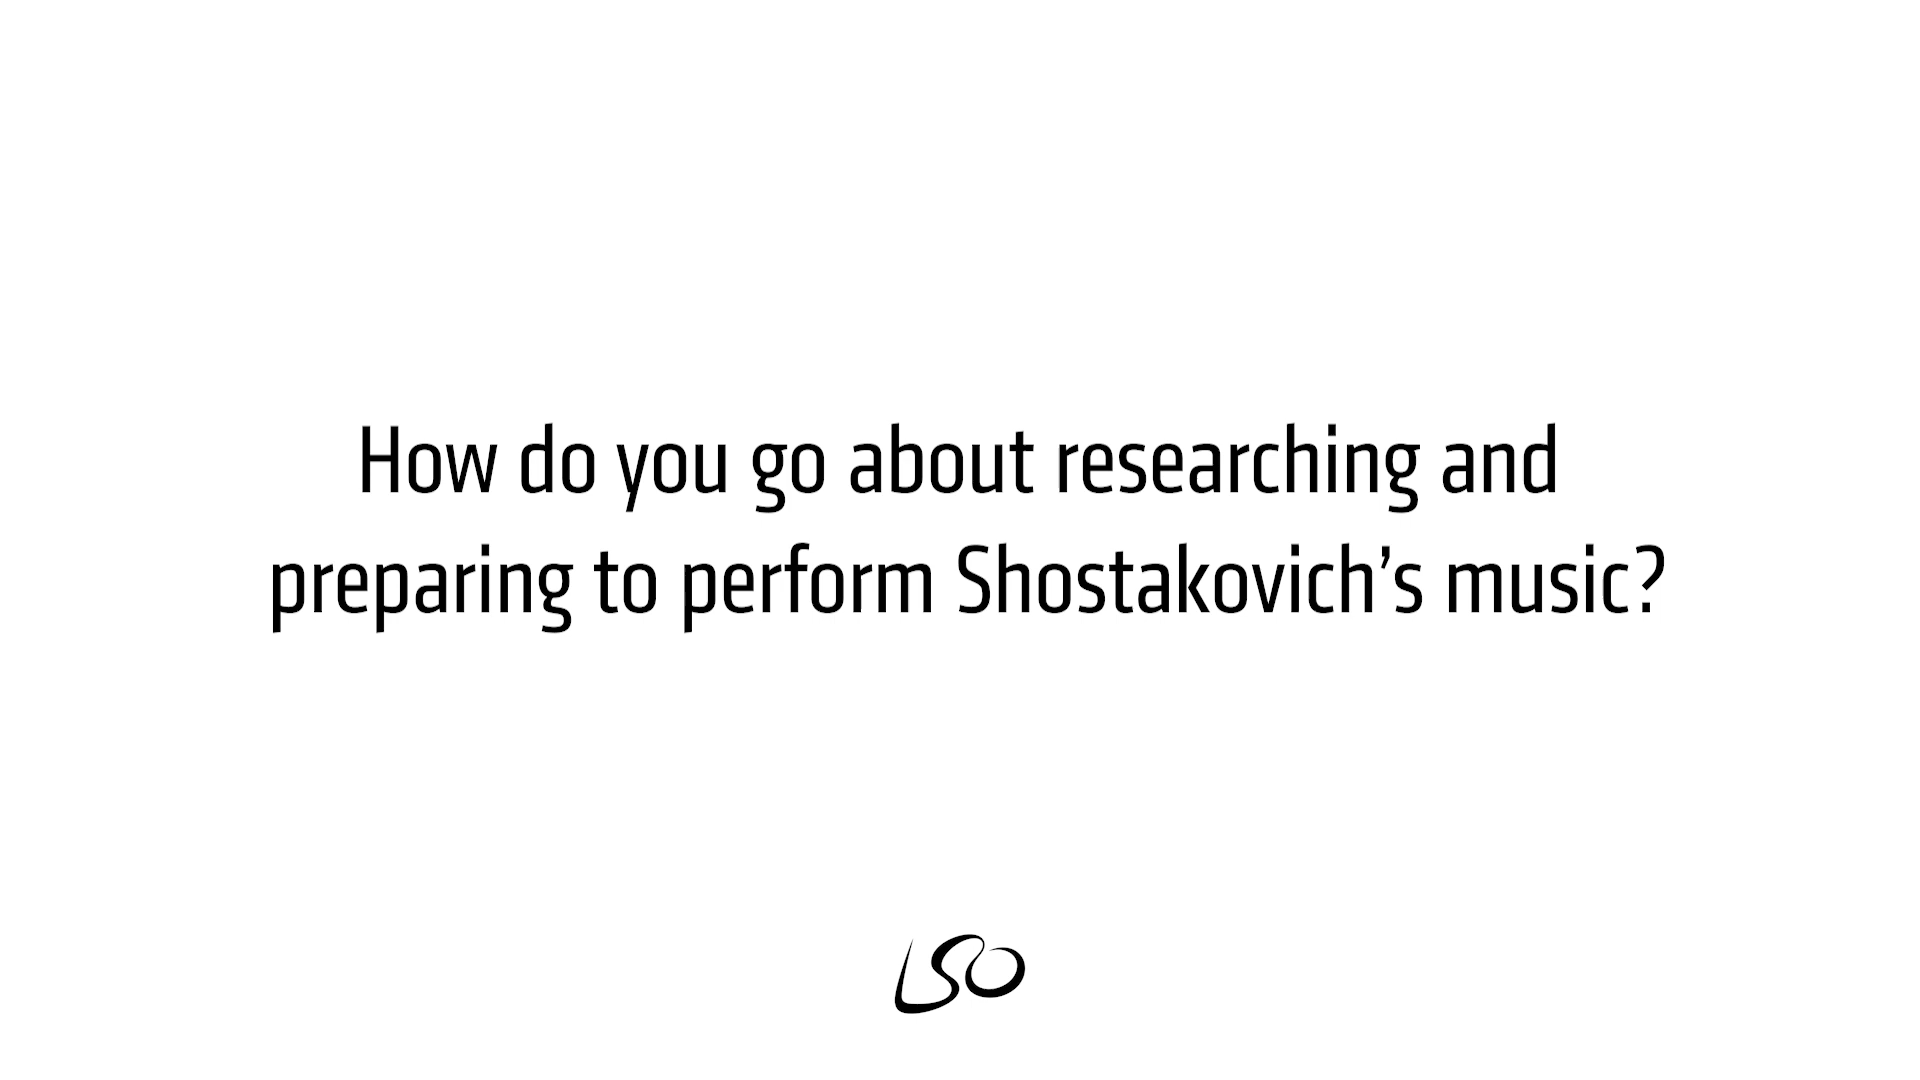 How do you go about researching and
preparing to perform Shostakovich’s music?
LSO